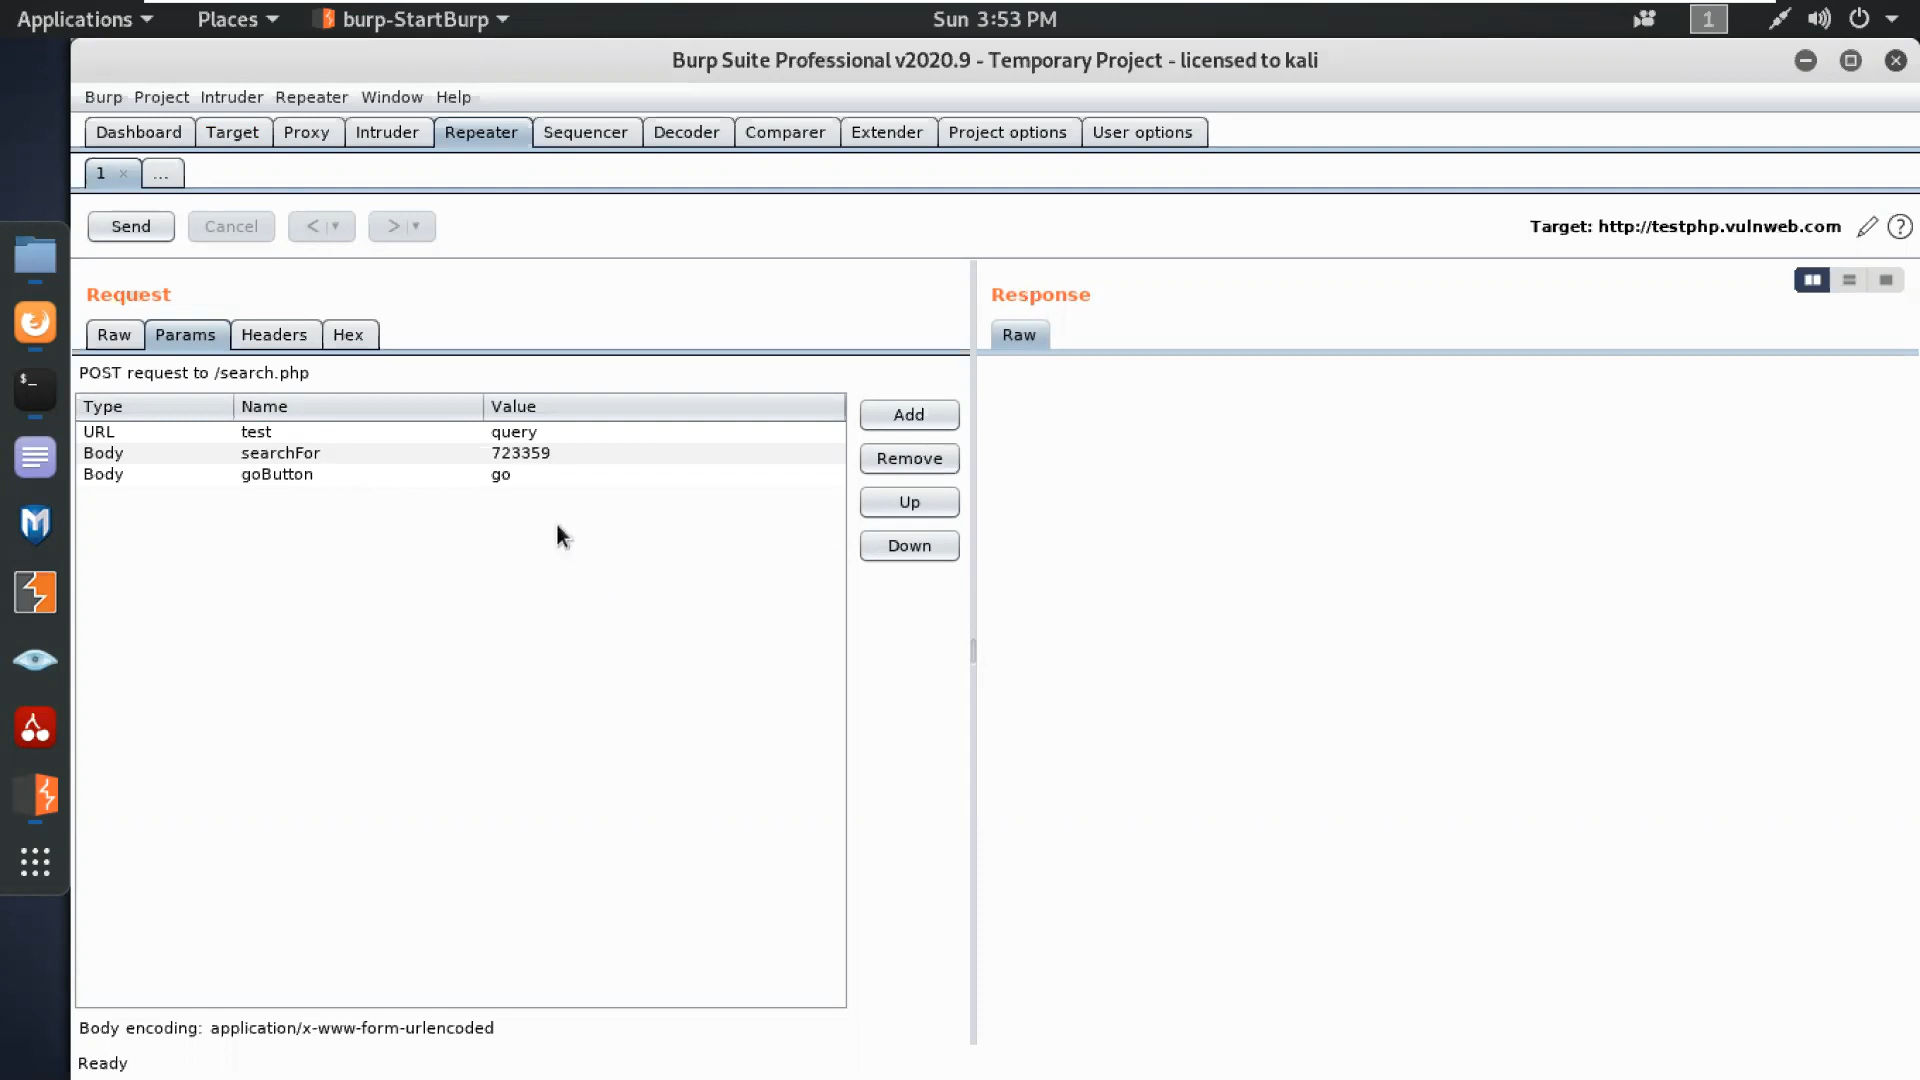 Applications Places burp-StartBurp Sun 3:53 PM 1
Burp Suite Professional v2020.9 - Temporary Project - licensed to kali
Burp Project Intruder Repeater Window Help
Dashboard Target Proxy Intruder Repeater Sequencer Decoder Comparer Extender Project options User options
1 × ...
Send Cancel < > Target: http://testphp.vulnweb.com ?
Request Response
Raw Params Headers Hex Raw
POST request to /search.php
Type Name Value
URL test query
Body searchFor 723359
Body goButton go
Add
Remove
Up
Down
Body encoding: application/x-www-form-urlencoded
Ready
$_